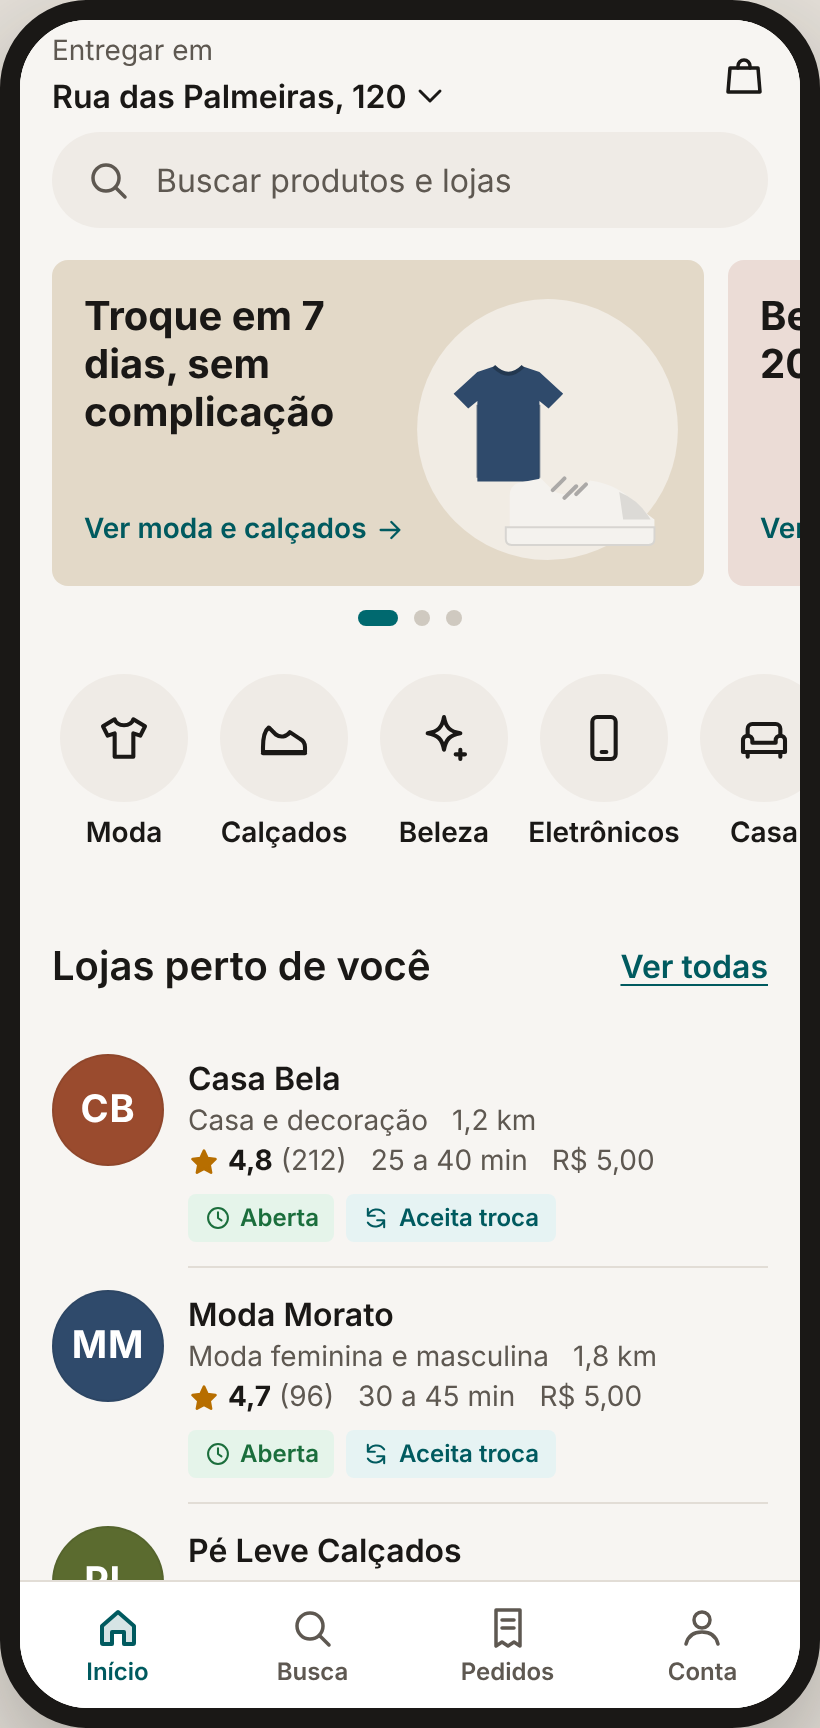 Entregar em
Rua das Palmeiras, 120
Buscar produtos e lojas
Troque em 7
dias, sem
complicação
Ver moda e calçados
Moda
Calçados
Beleza
Eletrônicos
Casa
Lojas perto de você
Ver todas
CB
Casa Bela
Casa e decoração 1,2 km
4,8 (212) 25 a 40 min R$ 5,00
Aberta
Aceita troca
MM
Moda Morato
Moda feminina e masculina 1,8 km
4,7 (96) 30 a 45 min R$ 5,00
Aberta
Aceita troca
Pé Leve Calçados
Início
Busca
Pedidos
Conta